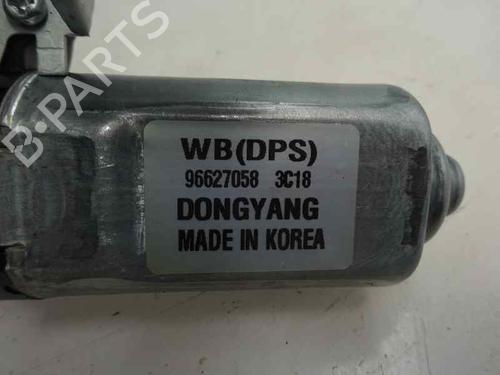 WB(DPS)
96627058 3C18
DONGYANG
MADE IN KOREA
B-PARTS